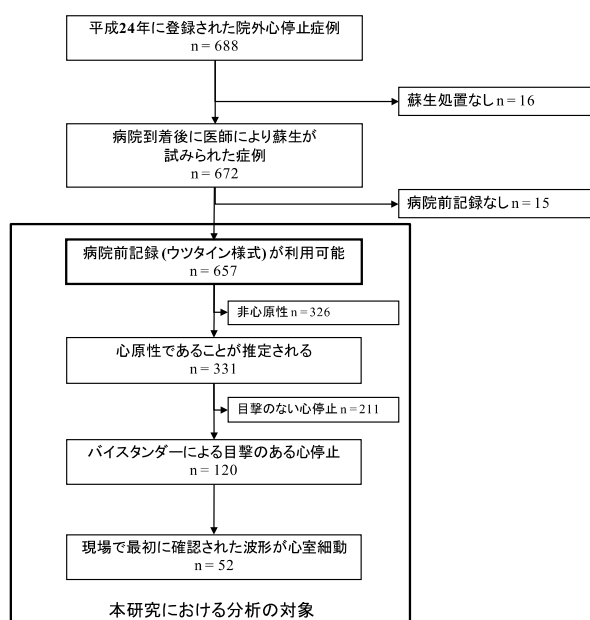 平成24年に登録された院外心停止症例
n = 688
蘇生処置なし n = 16
病院到着後に医師により蘇生が
試みられた症例
n = 672
病院前記録なし n = 15
病院前記録(ウツタイン様式)が利用可能
n = 657
非心原性 n = 326
心原性であることが推定される
n = 331
目撃のない心停止 n = 211
バイスタンダーによる目撃のある心停止
n = 120
現場で最初に確認された波形が心室細動
n = 52
本研究における分析の対象